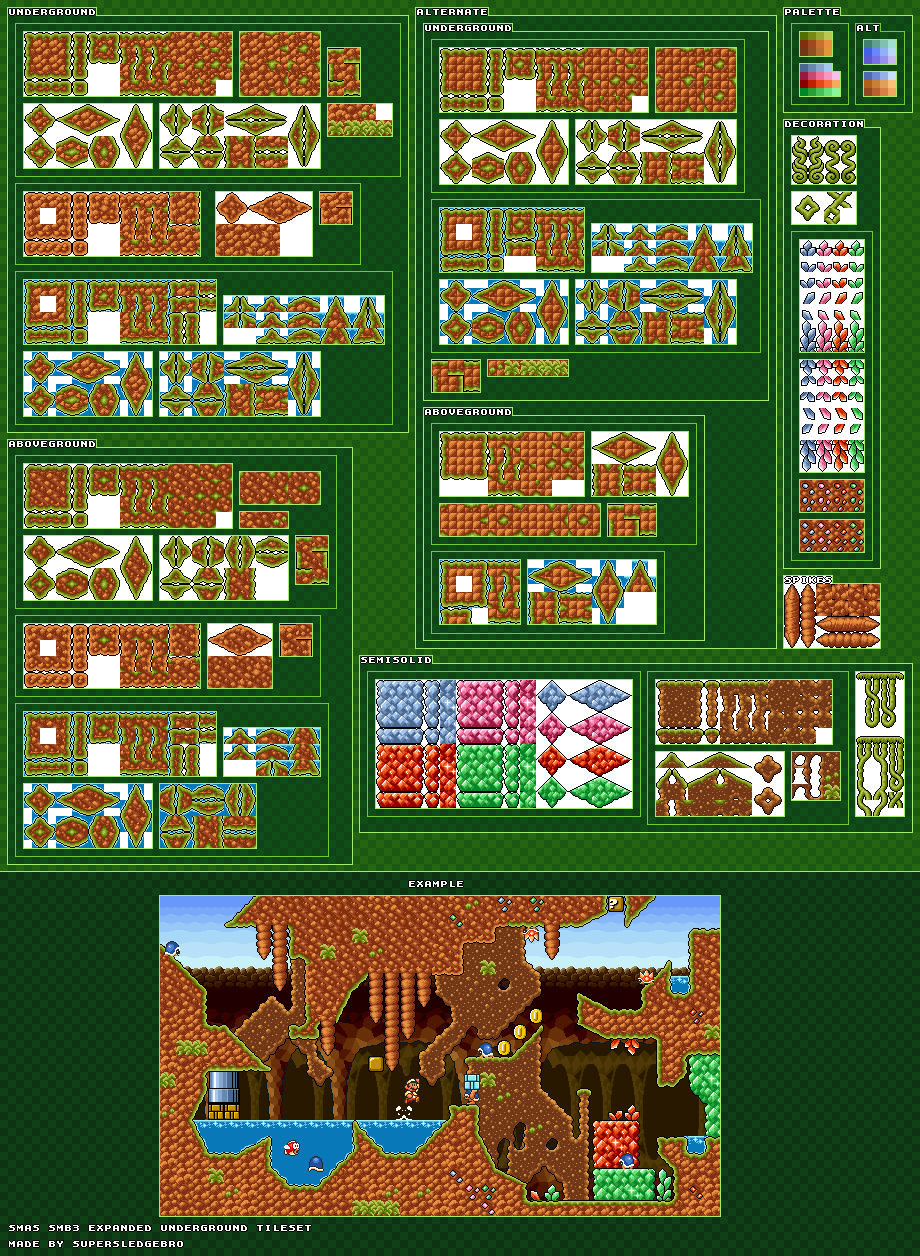 UNDERGROUND
ALTERNATE
UNDERGROUND
PALETTE
ALT
DECORATION
ABOVEGROUND
ABOVEGROUND
SPIKES
SEMISOLID
EXAMPLE
?
SMAS SMB3 EXPANDED UNDERGROUND TILESET
MADE BY SUPERSLEDGEBRO